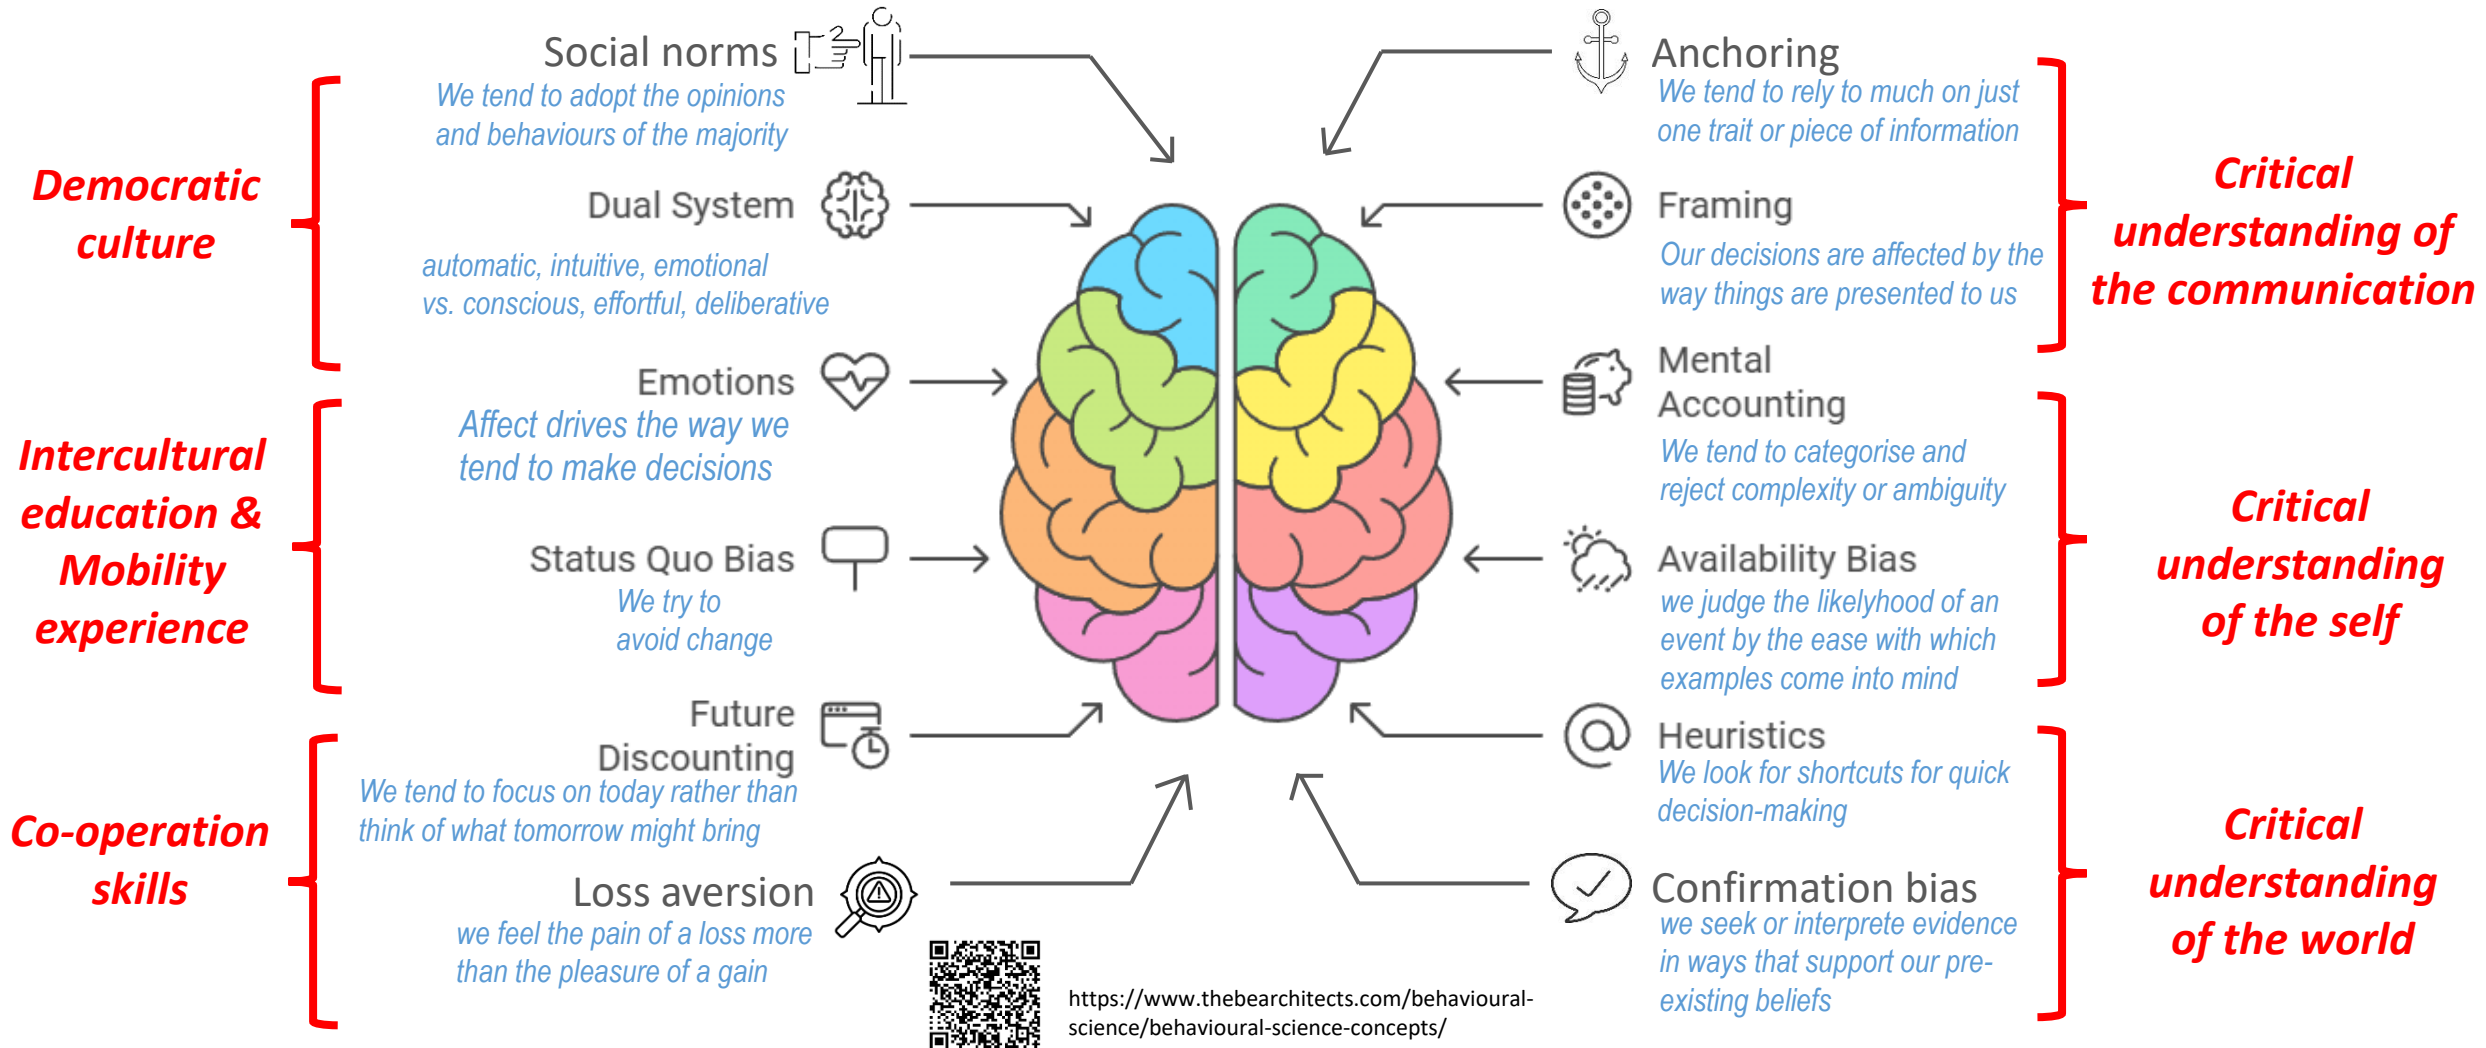 Social norms
We tend to adopt the opinions
and behaviours of the majority
Dual System
automatic, intuitive, emotional
vs. conscious, effortful, deliberative
Emotions
Affect drives the way we
tend to make decisions
Status Quo Bias
We try to
avoid change
Future
Discounting
We tend to focus on today rather than
think of what tomorrow might bring
Loss aversion
we feel the pain of a loss more
than the pleasure of a gain
Democratic
culture
Intercultural
education &
Mobility
experience
Co-operation
skills
Anchoring
We tend to rely to much on just
one trait or piece of information
Framing
Our decisions are affected by the
way things are presented to us
Mental
Accounting
We tend to categorise and
reject complexity or ambiguity
Availability Bias
we judge the likelyhood of an
event by the ease with which
examples come into mind
Heuristics
We look for shortcuts for quick
decision-making
Confirmation bias
we seek or interprete evidence
in ways that support our pre-
existing beliefs
Critical
understanding of
the communication
Critical
understanding
of the self
Critical
understanding
of the world
https://www.thebearchitects.com/behavioural-
science/behavioural-science-concepts/